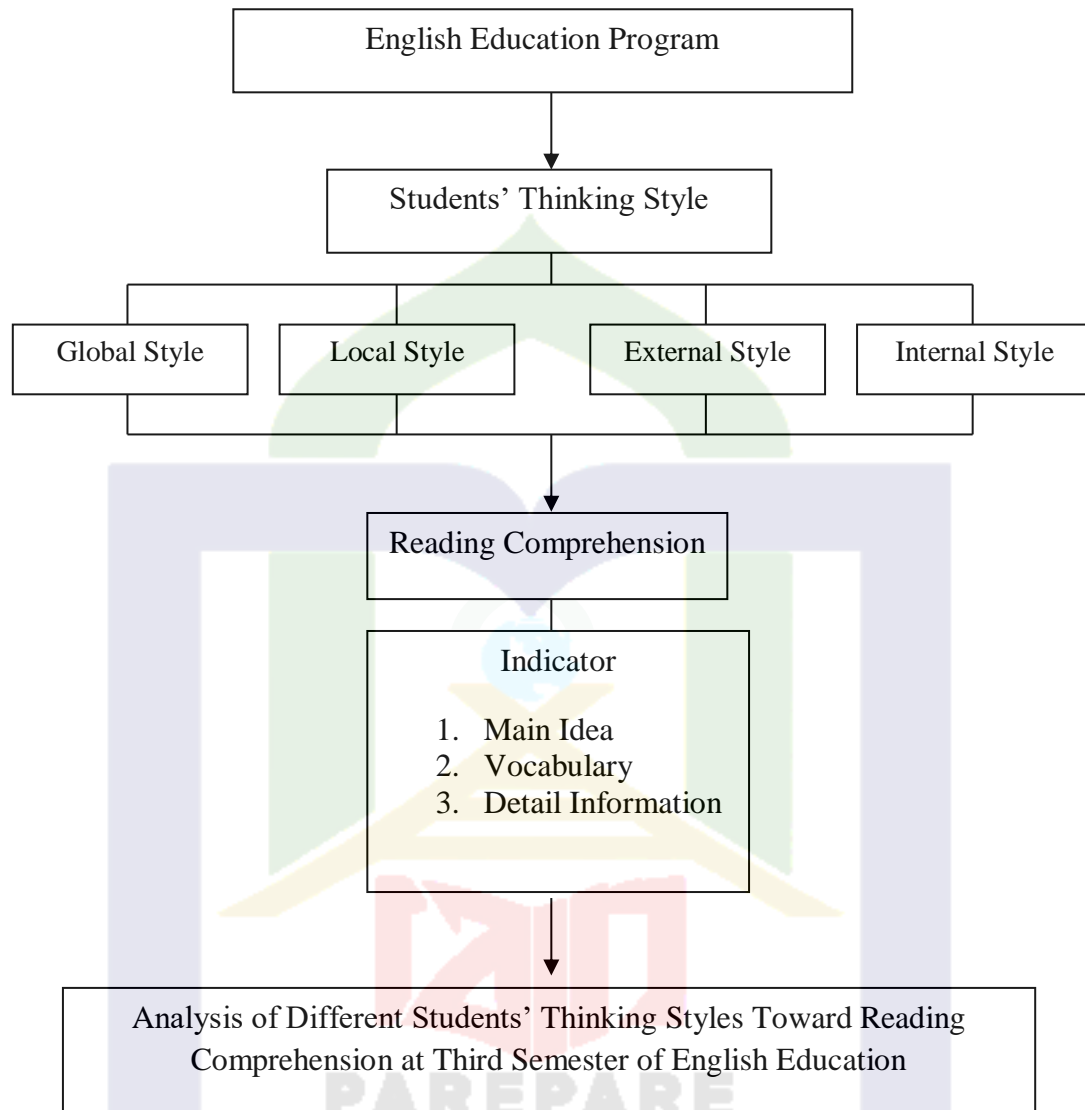 English Education Program
Students’ Thinking Style
Global Style
Local Style
External Style
Internal Style
Reading Comprehension
Indicator
1. Main Idea
2. Vocabulary
3. Detail Information
Analysis of Different Students’ Thinking Styles Toward Reading
Comprehension at Third Semester of English Education
PAREPARE